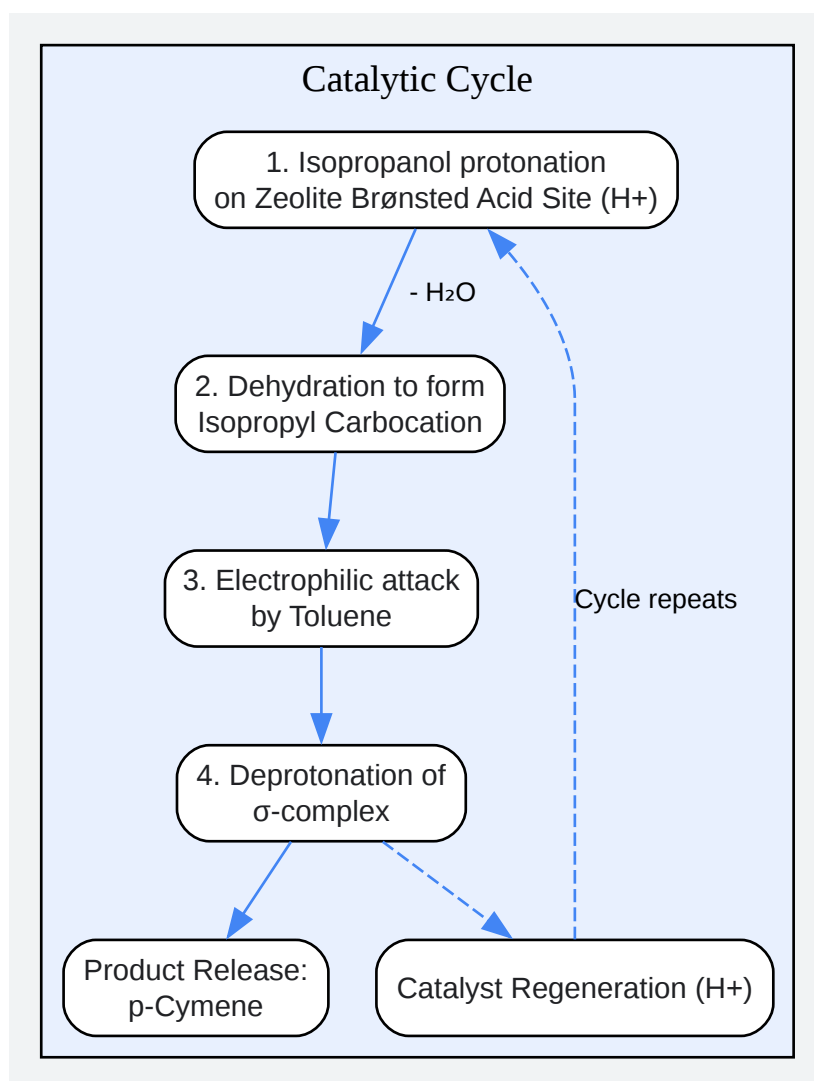 Catalytic Cycle
1. Isopropanol protonation
on Zeolite Brønsted Acid Site (H+)
- H₂O
2. Dehydration to form
Isopropyl Carbocation
3. Electrophilic attack
by Toluene
Cycle repeats
4. Deprotonation of
σ-complex
Product Release:
p-Cymene
Catalyst Regeneration (H+)